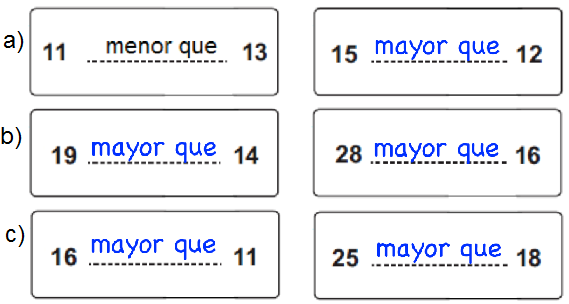 a) 11 menor que 13 15 mayor que 12
b) 19 mayor que 14 28 mayor que 16
c) 16 mayor que 11 25 mayor que 18